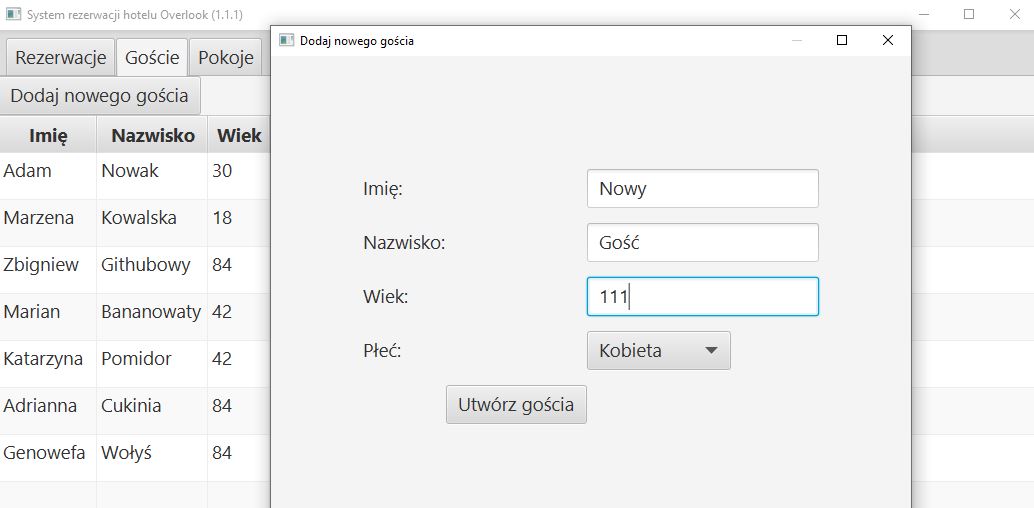 System rezerwacji hotelu Overlook (1.1.1)
Dodaj nowego gościa
Rezerwacje Goście Pokoje
Dodaj nowego gościa
Imię Nazwisko Wiek
Adam Nowak 30
Marzena Kowalska 18
Zbigniew Githubowy 84
Marian Bananowaty 42
Katarzyna Pomidor 42
Adrianna Cukinia 84
Genowefa Wołyś 84
Imię: Nowy
Nazwisko: Gość
Wiek: 111
Płeć: Kobieta
Utwórz gościa